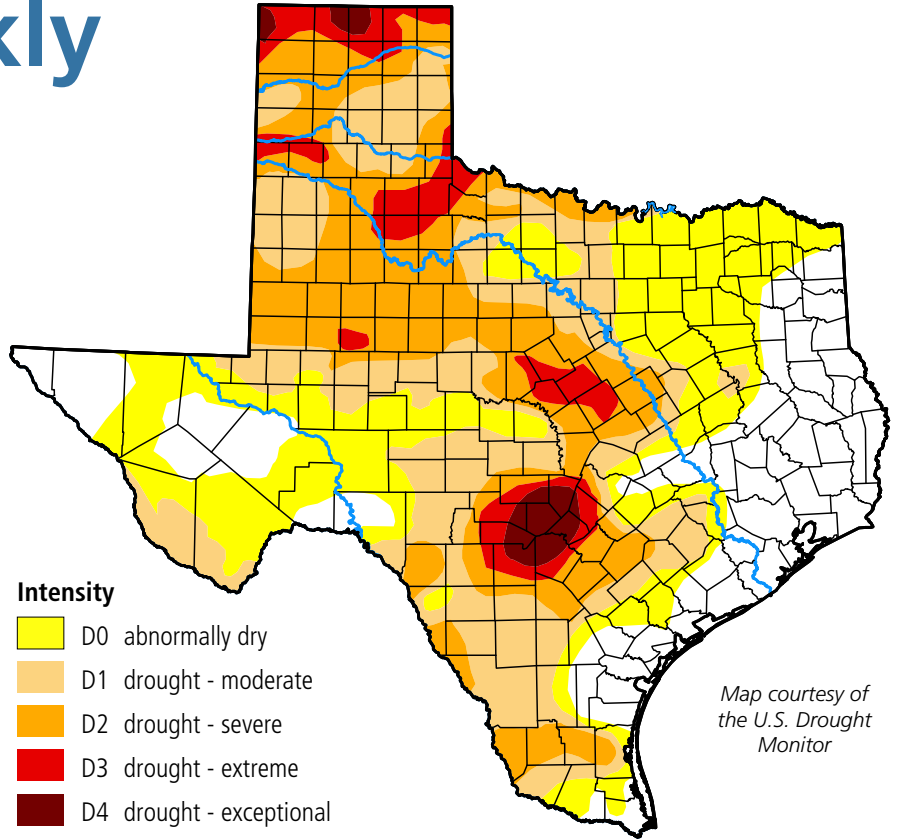 kly
Intensity
D0 abnormally dry
D1 drought - moderate
D2 drought - severe
D3 drought - extreme
D4 drought - exceptional
Map courtesy of
the U.S. Drought
Monitor